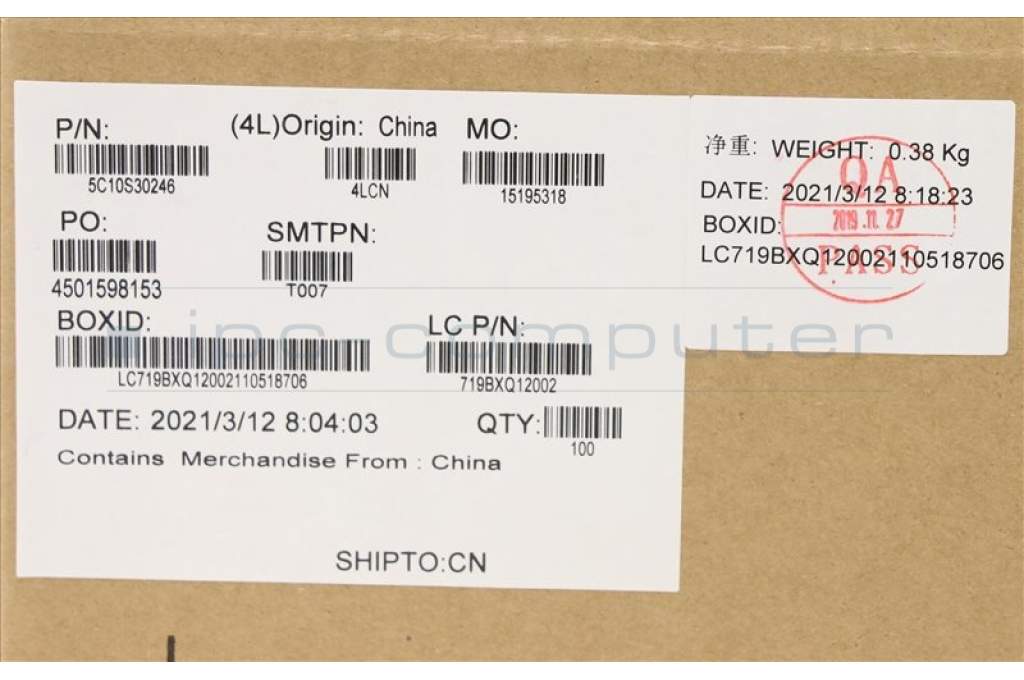 P/N:
(4L)Origin: China
MO:
5C10S30246
4LCN
15195318
PO:
SMTPN:
4501598153
T007
BOXID:
LC P/N:
LC719BXQ12002110518706
719BXQ12002
DATE: 2021/3/12 8:04:03
QTY:
100
Contains Merchandise From : China
SHIPTO:CN
净重: WEIGHT: 0.38 Kg
DATE: 2021/3/12 8:18:23
BOXID:
LC719BXQ12002110518706
QA
2019.11.27
PASS
ipc-computer